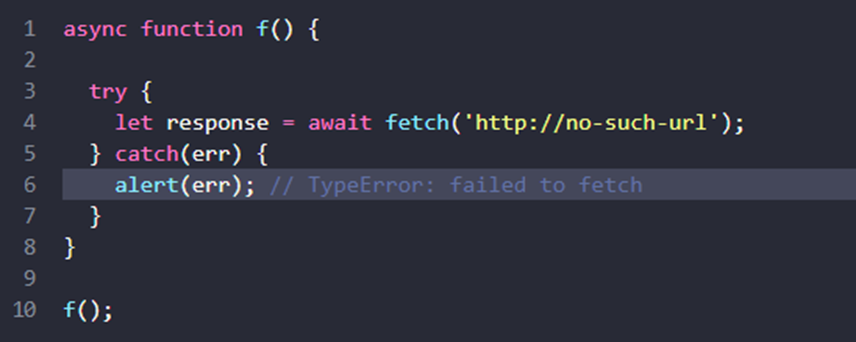 1 async function f() {
2
3 try {
4 let response = await fetch('http://no-such-url');
5 } catch(err) {
6 alert(err); // TypeError: failed to fetch
7 }
8 }
9
10 f();